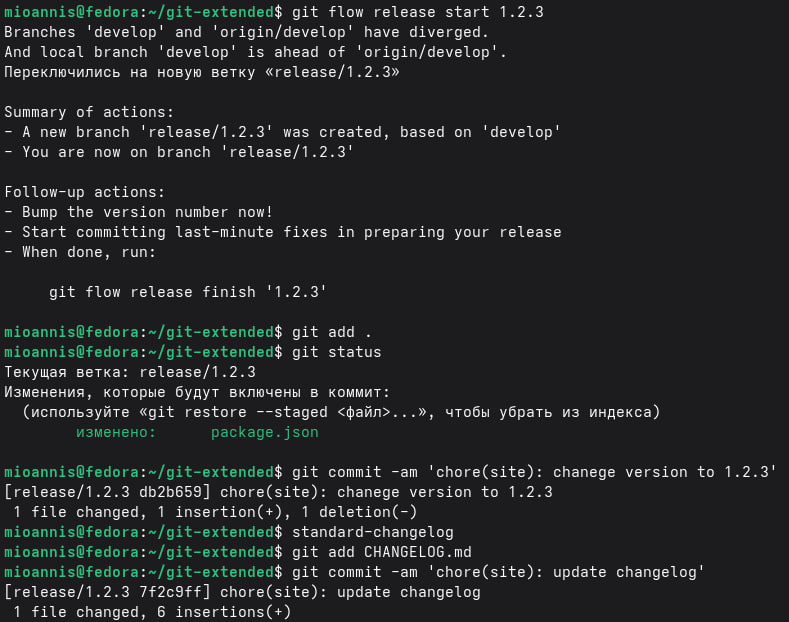 mioannis@fedora:~/git-extended$ git flow release start 1.2.3
Branches 'develop' and 'origin/develop' have diverged.
And local branch 'develop' is ahead of 'origin/develop'.
Переключились на новую ветку «release/1.2.3»
Summary of actions:
- A new branch 'release/1.2.3' was created, based on 'develop'
- You are now on branch 'release/1.2.3'
Follow-up actions:
- Bump the version number now!
- Start committing last-minute fixes in preparing your release
- When done, run:
git flow release finish '1.2.3'
mioannis@fedora:~/git-extended$ git add .
mioannis@fedora:~/git-extended$ git status
Текущая ветка: release/1.2.3
Изменения, которые будут включены в коммит:
(используйте «git restore --staged <файл>...», чтобы убрать из индекса)
изменено: package.json
mioannis@fedora:~/git-extended$ git commit -am 'chore(site): chanege version to 1.2.3'
[release/1.2.3 db2b659] chore(site): chanege version to 1.2.3
1 file changed, 1 insertion(+), 1 deletion(-)
mioannis@fedora:~/git-extended$ standard-changelog
mioannis@fedora:~/git-extended$ git add CHANGELOG.md
mioannis@fedora:~/git-extended$ git commit -am 'chore(site): update changelog'
[release/1.2.3 7f2c9ff] chore(site): update changelog
1 file changed, 6 insertions(+)